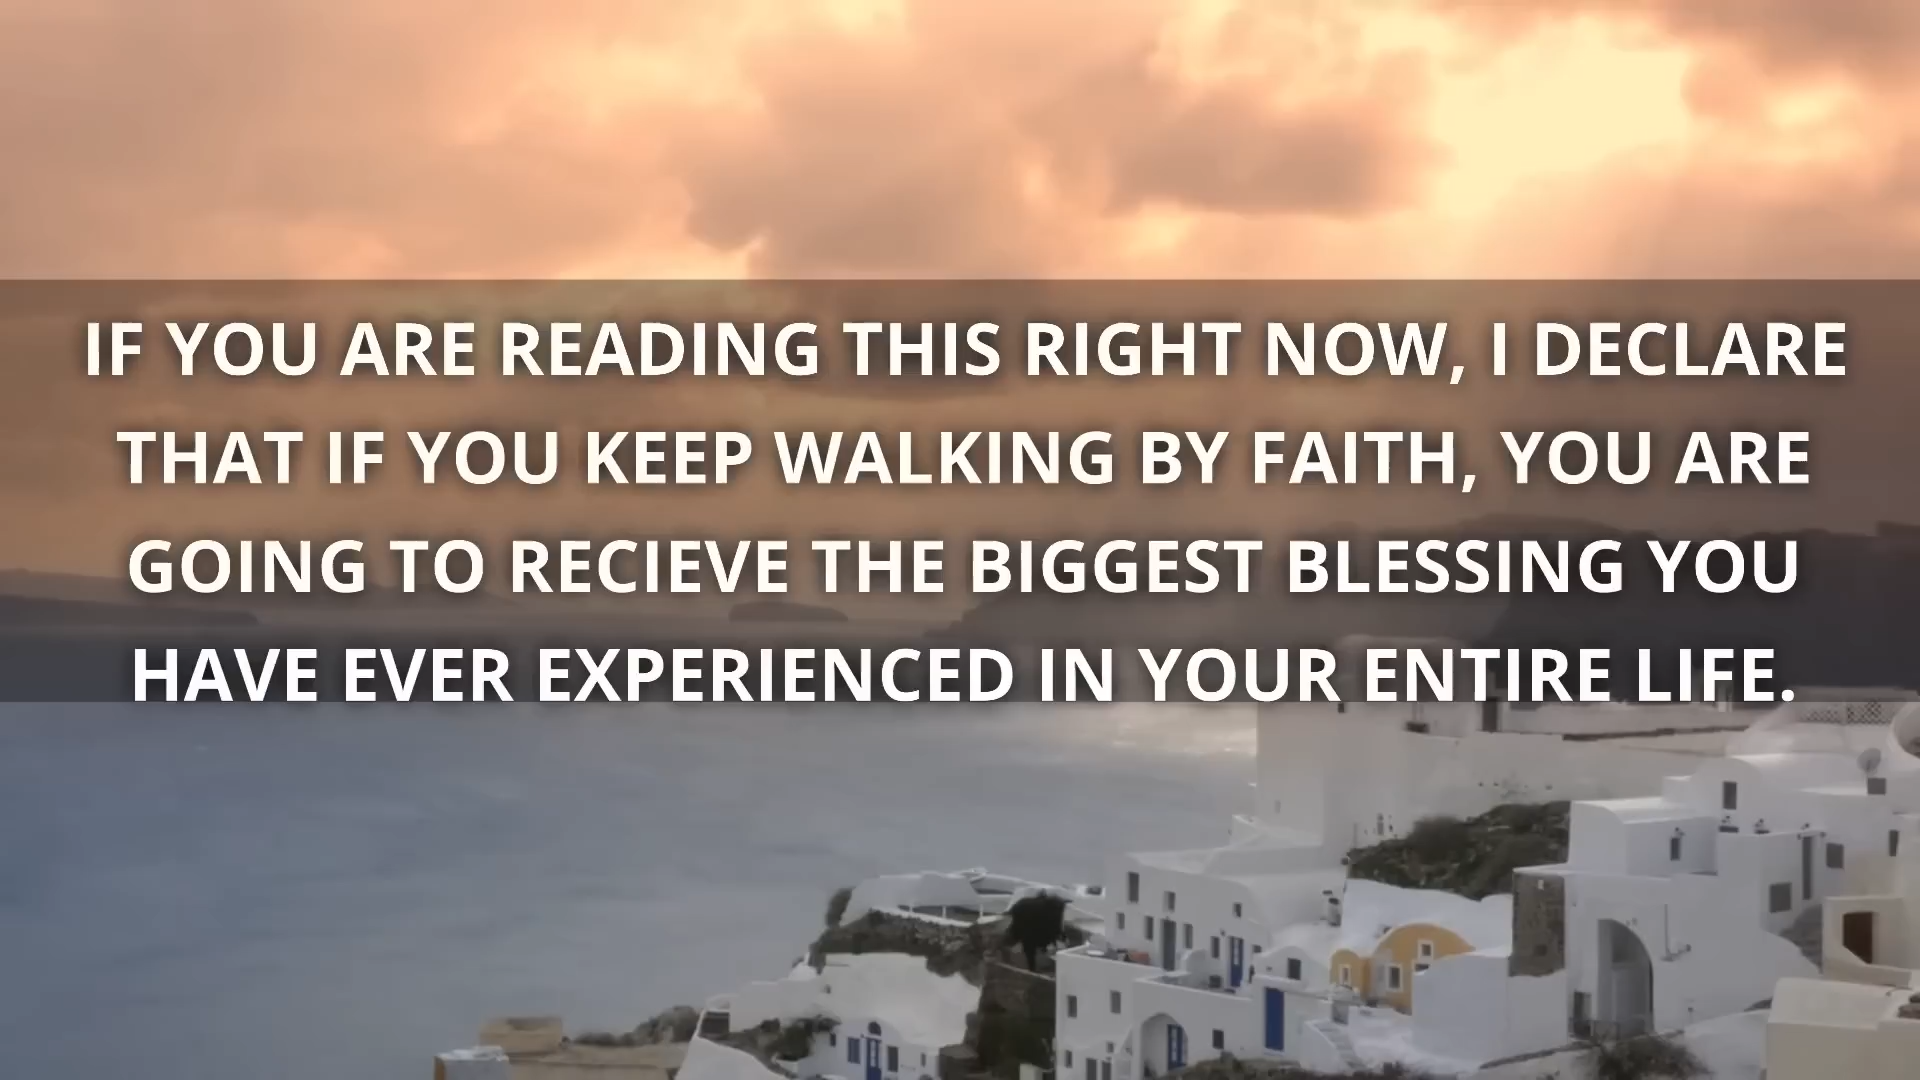 IF YOU ARE READING THIS RIGHT NOW, I DECLARE
THAT IF YOU KEEP WALKING BY FAITH, YOU ARE
GOING TO RECIEVE THE BIGGEST BLESSING YOU
HAVE EVER EXPERIENCED IN YOUR ENTIRE LIFE.